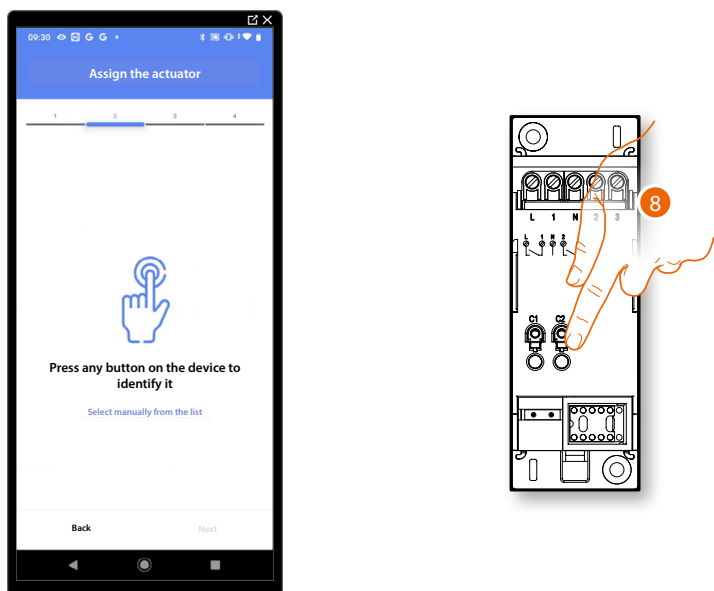 09:30 G G
Assign the actuator
1 2 3 4
Press any button on the device to
identify it
Select manually from the list
Back Next
L 1 N 2 3
L 1 N 2
C1 C2
8